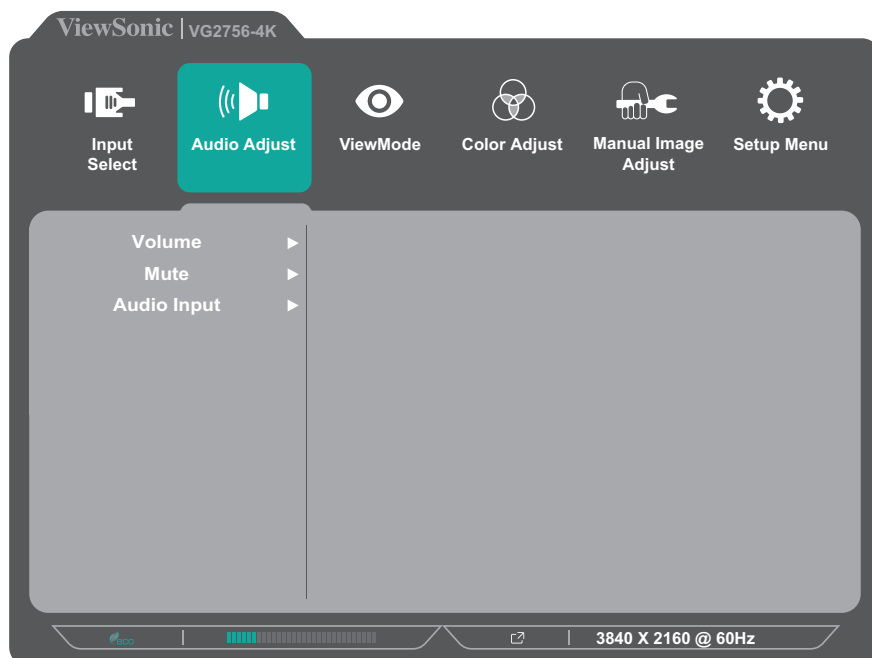 ViewSonic | VG2756-4K
Input
Select
Audio Adjust
ViewMode
Color Adjust
Manual Image
Adjust
Setup Menu
Volume
Mute
Audio Input
eco
3840 X 2160 @ 60Hz